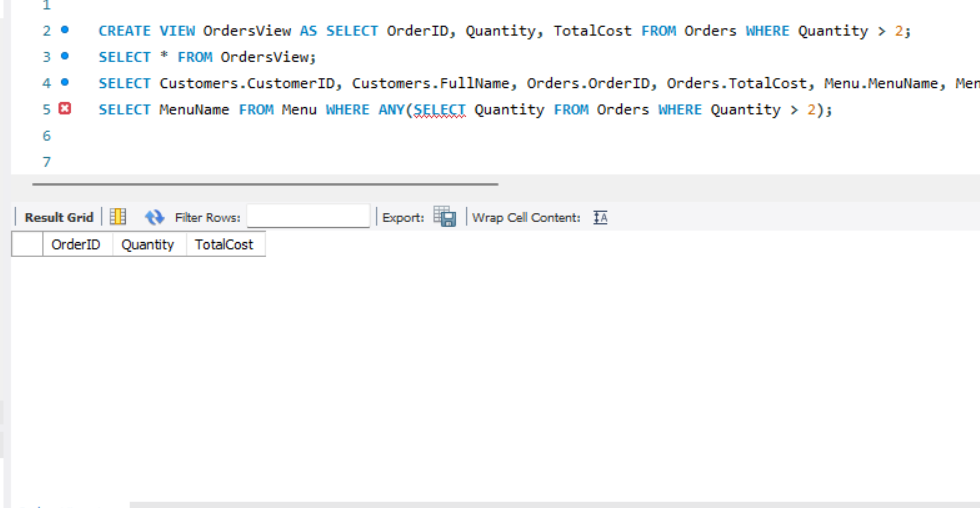 1
2 CREATE VIEW OrdersView AS SELECT OrderID, Quantity, TotalCost FROM Orders WHERE Quantity > 2;
3 SELECT * FROM OrdersView;
4 SELECT Customers.CustomerID, Customers.FullName, Orders.OrderID, Orders.TotalCost, Menu.MenuName, Men
5 SELECT MenuName FROM Menu WHERE ANY(SELECT Quantity FROM Orders WHERE Quantity > 2);
6
7
Result Grid Filter Rows: Export: Wrap Cell Content: IA
OrderID Quantity TotalCost